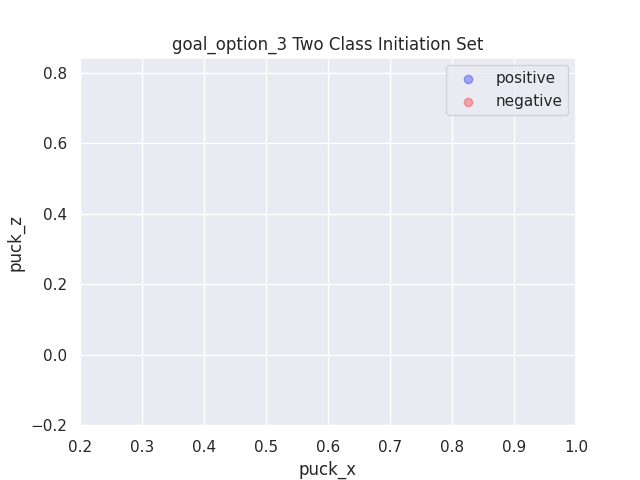 goal_option_3 Two Class Initiation Set
positive
negative
0.8
0.6
0.4
0.2
0.0
−0.2
puck_z
0.2 0.3 0.4 0.5 0.6 0.7 0.8 0.9 1.0
puck_x